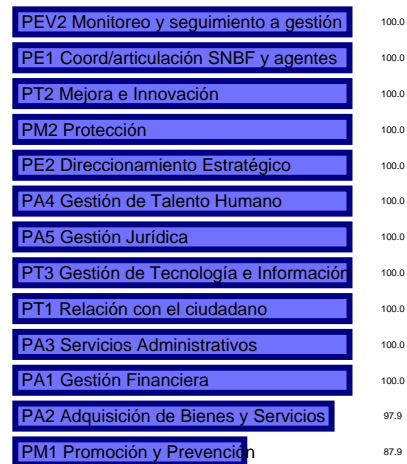 PEV2 Monitoreo y seguimiento a gestión 100.0
PE1 Coord/articulación SNBF y agentes 100.0
PT2 Mejora e Innovación 100.0
PM2 Protección 100.0
PE2 Direccionamiento Estratégico 100.0
PA4 Gestión de Talento Humano 100.0
PA5 Gestión Jurídica 100.0
PT3 Gestión de Tecnología e Información 100.0
PT1 Relación con el ciudadano 100.0
PA3 Servicios Administrativos 100.0
PA1 Gestión Financiera 100.0
PA2 Adquisición de Bienes y Servicios 97.9
PM1 Promoción y Prevención 87.9